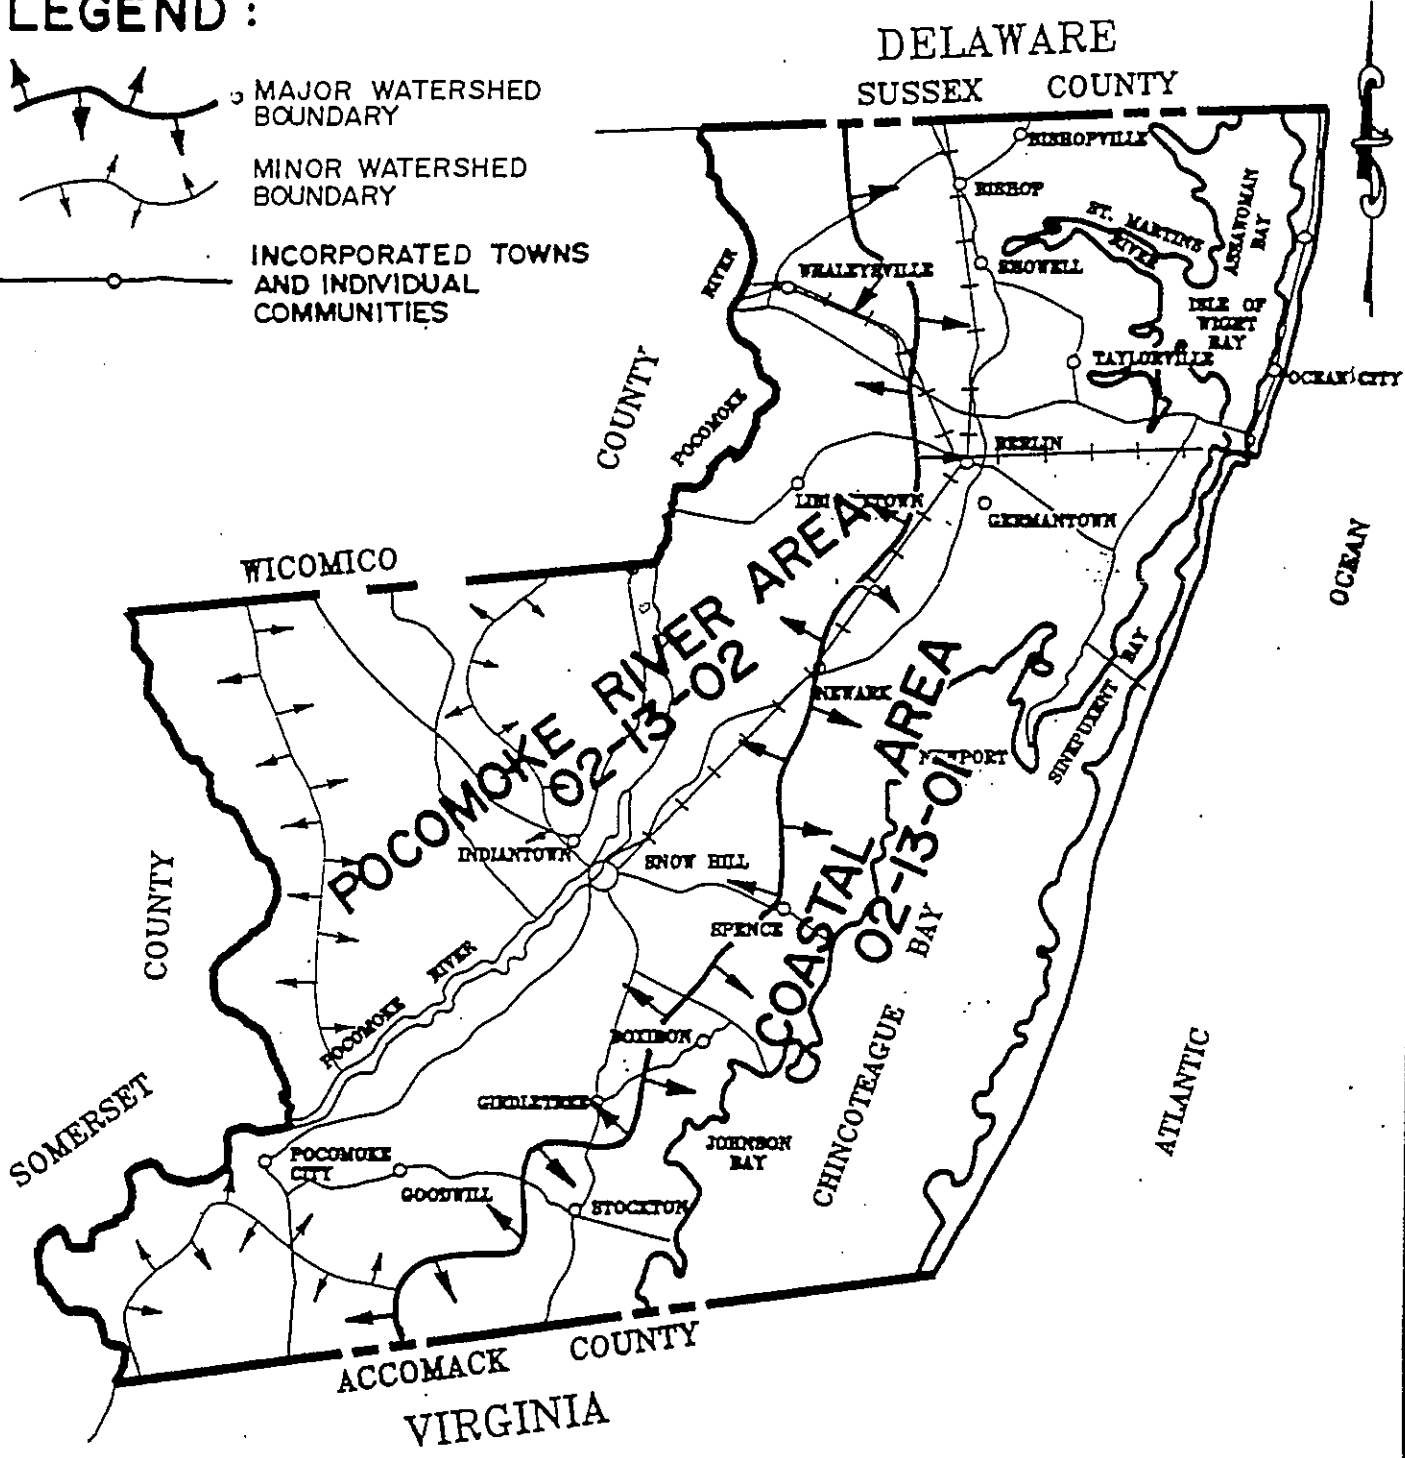 LEGEND :
MAJOR WATERSHED
BOUNDARY
MINOR WATERSHED
BOUNDARY
INCORPORATED TOWNS
AND INDIVIDUAL
COMMUNITIES
DELAWARE
SUSSEX COUNTY
BISHOPVILLE
BISHOP
ST. MARTINS
RIVER
ASSAWOMAN
BAY
SHOWELL
WHALEYSVILLE
RIVER
POCOMOKE
ISLE OF
WIGHT
BAY
TAYLORVILLE
OCEAN CITY
COUNTY
BERLIN
GERMANTOWN
OCEAN
WICOMICO
POCOMOKE RIVER AREA
02-13-02
NEWARK
COASTAL AREA
02-13-01
NEWPORT
SINEPUXENT BAY
INDIANTOWN
SNOW HILL
SPENCE
BAY
COUNTY
POCOMOKE RIVER
BOXIRON
CHINCOTEAGUE
ATLANTIC
SOMERSET
GIRDLETREE
JOHNSON
BAY
POCOMOKE
CITY
GOODWILL
STOCKTON
ACCOMACK COUNTY
VIRGINIA